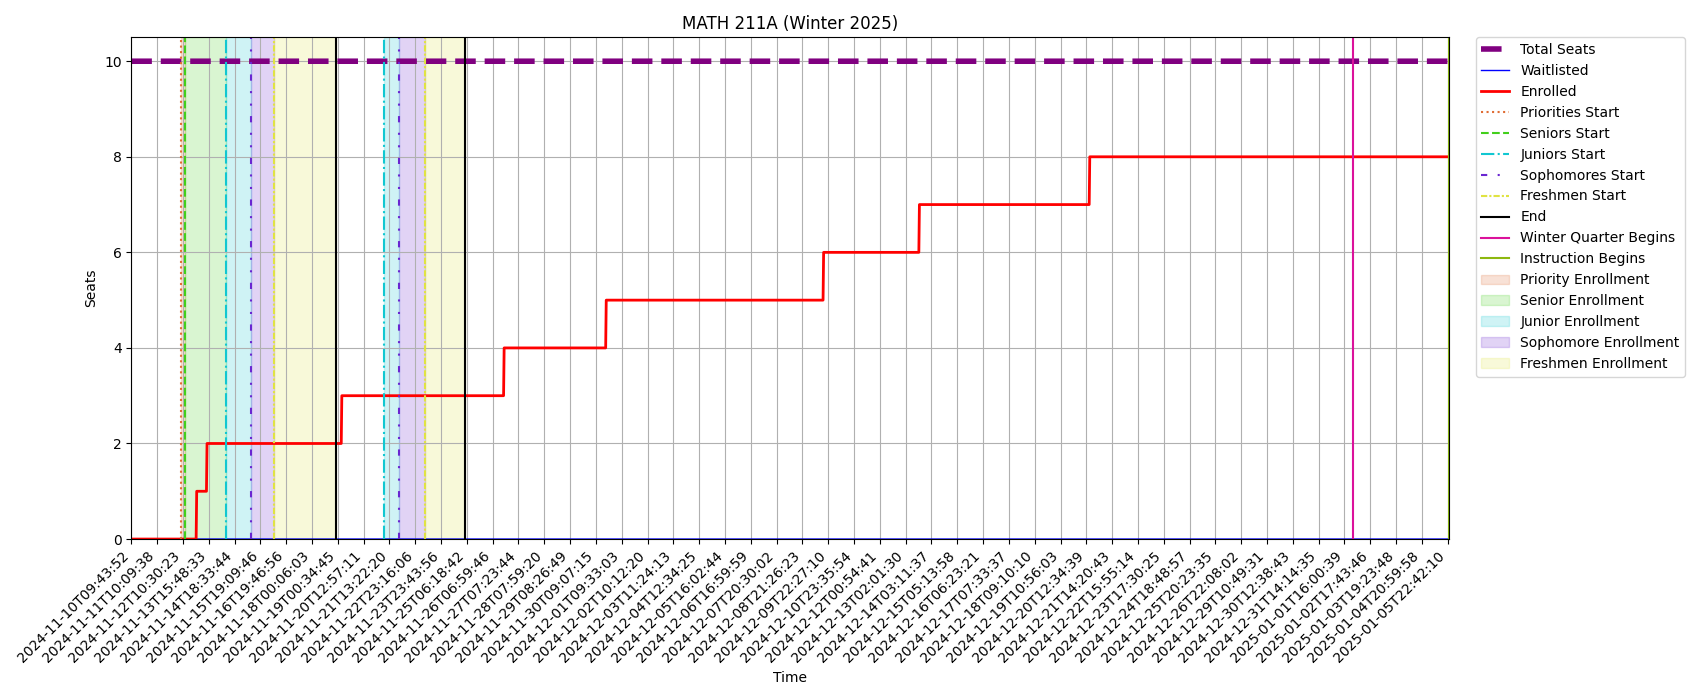 MATH 211A (Winter 2025)
Seats
10
8
6
4
2
0
2024-11-10T09:43:52
2024-11-11T10:09:38
2024-11-12T10:30:23
2024-11-13T15:48:33
2024-11-14T18:33:44
2024-11-15T19:09:46
2024-11-16T19:46:56
2024-11-18T00:06:03
2024-11-19T00:34:45
2024-11-20T12:57:11
2024-11-21T13:22:20
2024-11-22T23:16:06
2024-11-23T23:43:56
2024-11-25T06:18:42
2024-11-26T06:59:46
2024-11-27T07:23:44
2024-11-28T07:59:20
2024-11-29T08:26:49
2024-11-30T09:07:15
2024-12-01T09:33:03
2024-12-02T10:12:20
2024-12-03T11:24:13
2024-12-04T12:34:25
2024-12-05T16:02:44
2024-12-06T16:59:59
2024-12-07T20:30:02
2024-12-08T21:26:23
2024-12-09T22:27:10
2024-12-10T23:35:54
2024-12-12T00:54:41
2024-12-13T02:01:30
2024-12-14T03:11:37
2024-12-15T05:13:58
2024-12-16T06:23:21
2024-12-17T07:33:37
2024-12-18T09:10:16
2024-12-19T10:56:03
2024-12-20T12:34:39
2024-12-21T14:20:43
2024-12-22T15:55:14
2024-12-23T17:30:25
2024-12-24T18:48:57
2024-12-25T20:23:35
2024-12-26T22:08:02
2024-12-29T10:49:31
2024-12-30T12:38:43
2024-12-31T14:14:35
2025-01-01T16:00:39
2025-01-02T17:43:46
2025-01-03T19:23:48
2025-01-04T20:59:58
2025-01-05T22:42:10
Time
Total Seats
Waitlisted
Enrolled
Priorities Start
Seniors Start
Juniors Start
Sophomores Start
Freshmen Start
End
Winter Quarter Begins
Instruction Begins
Priority Enrollment
Senior Enrollment
Junior Enrollment
Sophomore Enrollment
Freshmen Enrollment